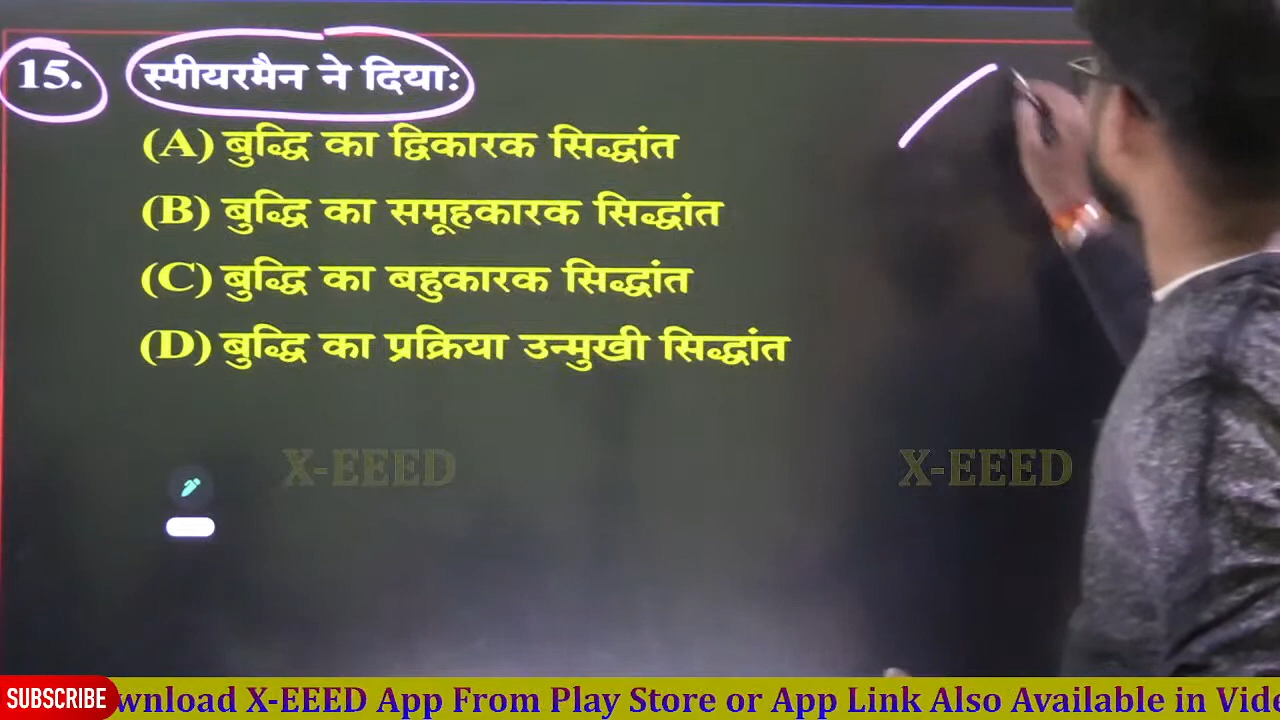 15. स्पीयरमैन ने दियाः
(A) बुद्धि का द्विकारक सिद्धांत
(B) बुद्धि का समूहकारक सिद्धांत
(C) बुद्धि का बहुकारक सिद्धांत
(D) बुद्धि का प्रक्रिया उन्मुखी सिद्धांत
X-EEED X-EEED
SUBSCRIBE wnload X-EEED App From Play Store or App Link Also Available in Vide